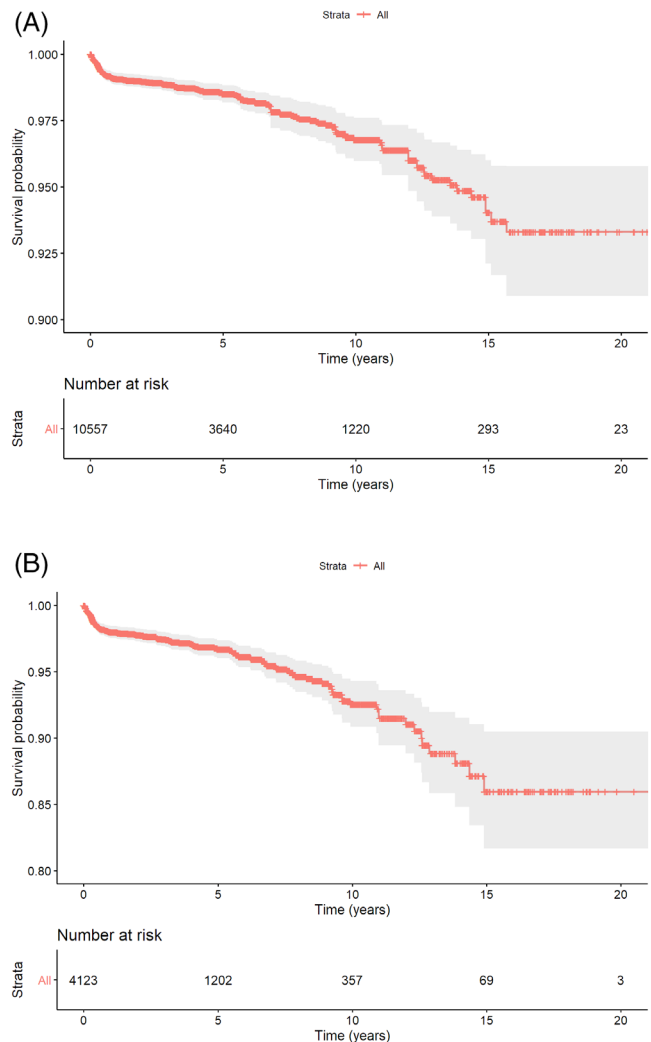 (A)
Strata All
1.000
0.975
0.950
0.925
0.900
Survival probability
0 5 10 15 20
Time (years)
Number at risk
Strata
All 10557 3640 1220 293 23
0 5 10 15 20
Time (years)
(B)
Strata All
1.00
0.95
0.90
0.85
0.80
Survival probability
0 5 10 15 20
Time (years)
Number at risk
Strata
All 4123 1202 357 69 3
0 5 10 15 20
Time (years)